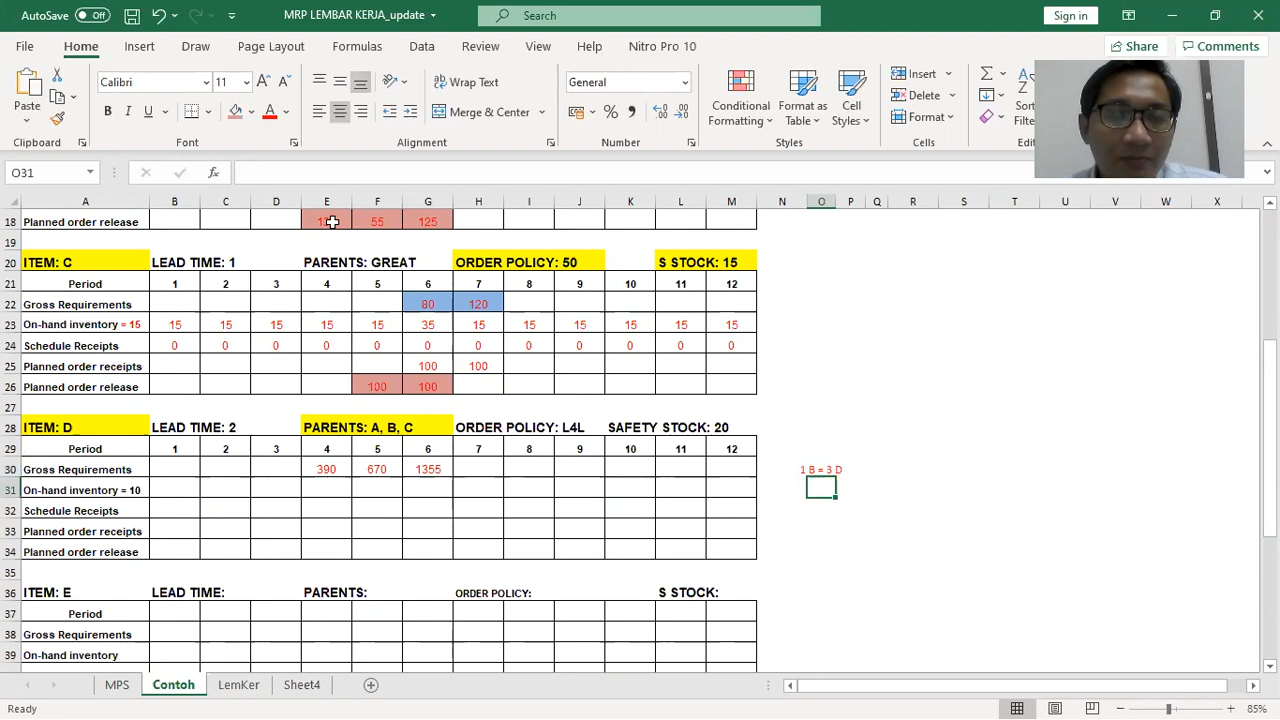 AutoSave Off MRP LEMBAR KERJA_update Search Sign in
File Home Insert Draw Page Layout Formulas Data Review View Help Nitro Pro 10 Share Comments
Paste Calibri 11 Wrap Text General Conditional Formatting Format as Table Cell Styles Insert Delete Format
B I U Merge & Center
Clipboard Font Alignment Number Styles Cells
O31
A B C D E F G H I J K L M N O P Q R S T U V W X
18 Planned order release 55 125
19
20 ITEM: C LEAD TIME: 1 PARENTS: GREAT ORDER POLICY: 50 S STOCK: 15
21 Period 1 2 3 4 5 6 7 8 9 10 11 12
22 Gross Requirements 80 120
23 On-hand inventory = 15 15 15 15 15 15 35 15 15 15 15 15 15
24 Schedule Receipts 0 0 0 0 0 0 0 0 0 0 0 0
25 Planned order receipts 100 100
26 Planned order release 100 100
27
28 ITEM: D LEAD TIME: 2 PARENTS: A, B, C ORDER POLICY: L4L SAFETY STOCK: 20
29 Period 1 2 3 4 5 6 7 8 9 10 11 12
30 Gross Requirements 390 670 1355 1 B = 3 D
31 On-hand inventory = 10
32 Schedule Receipts
33 Planned order receipts
34 Planned order release
35
36 ITEM: E LEAD TIME: PARENTS: ORDER POLICY: S STOCK:
37 Period
38 Gross Requirements
39 On-hand inventory
MPS Contoh LemKer Sheet4
Ready 85%